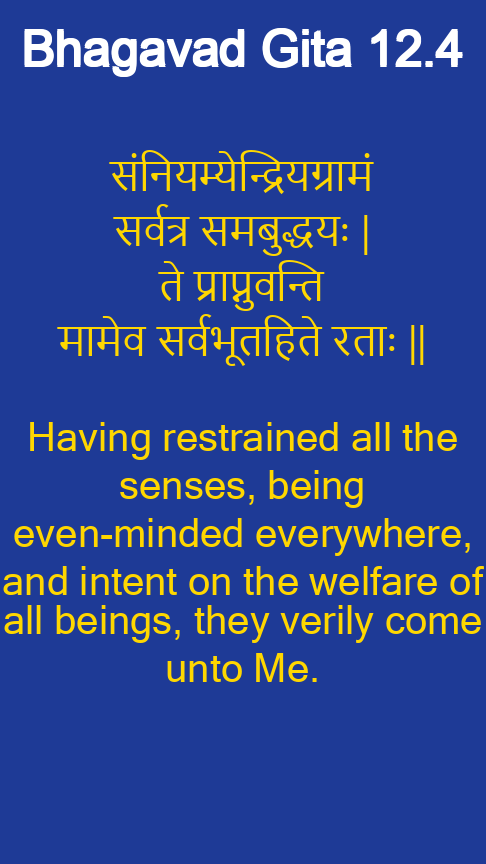 Bhagavad Gita 12.4
संनियम्येन्द्रियग्रामं
सर्वत्र समबुद्धयः |
ते प्राप्नुवन्ति
मामेव सर्वभूतहिते रताः ||
Having restrained all the
senses, being
even-minded everywhere,
and intent on the welfare of
all beings, they verily come
unto Me.